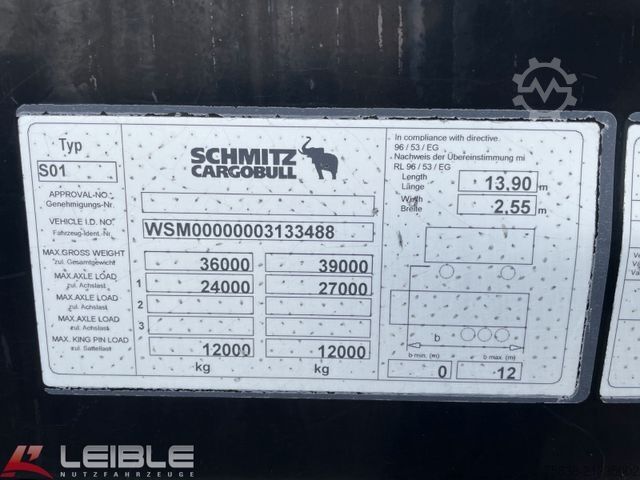 Typ
S01
SCHMITZ
CARGOBULL
In compliance with directive
96 / 53 / EG
Nachweis der Übereinstimmung mi
RL 96 / 53 / EG
Length
Länge
13.90 m
Width
Breite
2.55 m
APPROVAL-NO.
Genehmigungs-Nr.
VEHICLE I.D. NO.
Fahrzeug-Ident.-Nr.
WSM00000003133488
MAX.GROSS WEIGHT
zul. Gesamtgewicht
36000 39000
MAX.AXLE LOAD
zul. Achslast
1 24000 27000
MAX.AXLE LOAD
zul. Achslast
2
MAX.AXLE LOAD
zul. Achslast
3
MAX. KING PIN LOAD
zul. Sattellast
12000 12000
kg kg
b
b min. (m) b max. (m)
0 12
LEIBLE
NUTZFAHRZEUGE